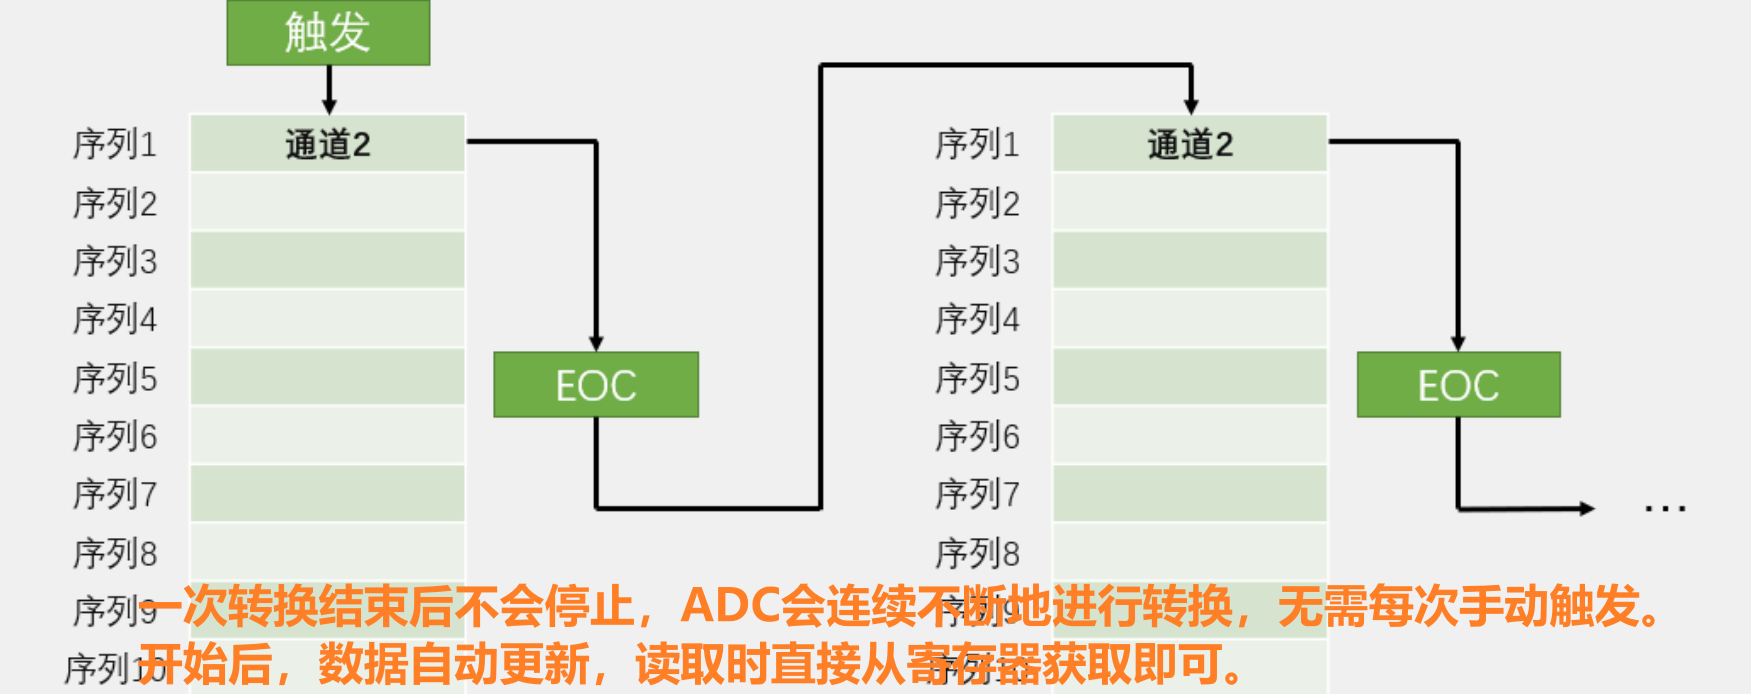 触发
序列1 通道2
序列2
序列3
序列4
序列5
序列6
序列7
序列8
序列9
序列10
EOC
序列1 通道2
序列2
序列3
序列4
序列5
序列6
序列7
序列8
序列9
序列10
EOC
...
一次转换结束后不会停止，ADC会连续不断地进行转换，无需每次手动触发。
开始后，数据自动更新，读取时直接从寄存器获取即可。